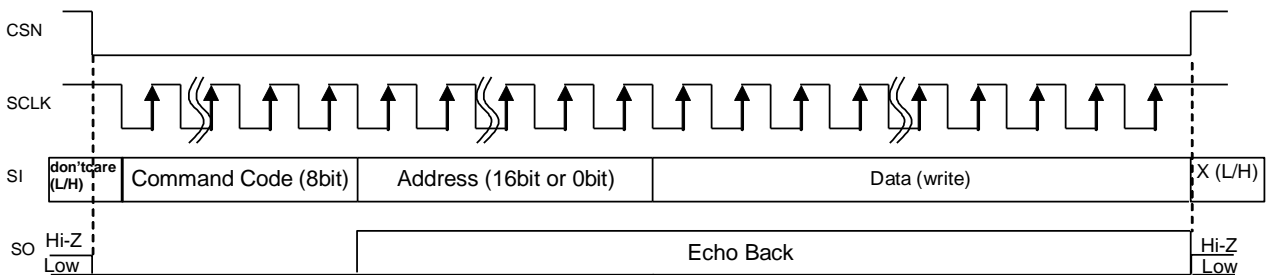 CSN
SCLK
SI
don'tcare
(L/H)
Command Code (8bit)
Address (16bit or 0bit)
Data (write)
X (L/H)
SO
Hi-Z
Low
Echo Back
Hi-Z
Low